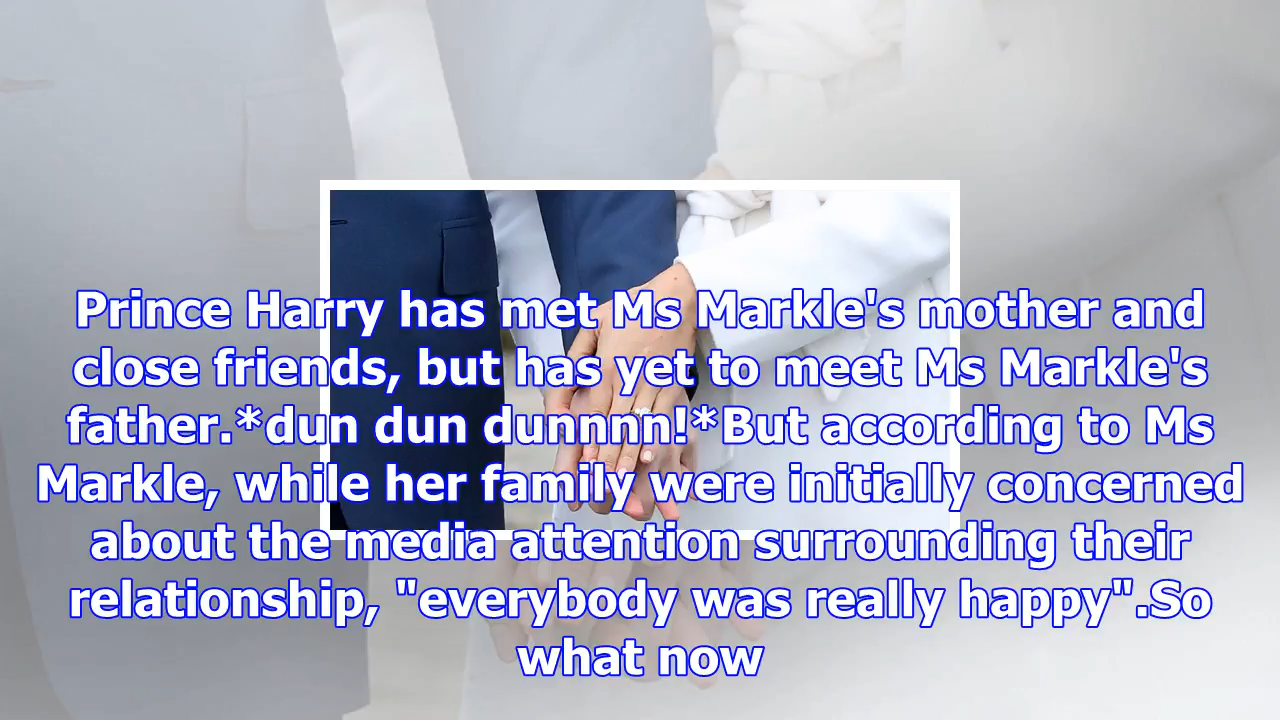 Prince Harry has met Ms Markle's mother and
close friends, but has yet to meet Ms Markle's
father.*dun dun dunnnn!*But according to Ms
Markle, while her family were initially concerned
about the media attention surrounding their
relationship, "everybody was really happy".So
what now